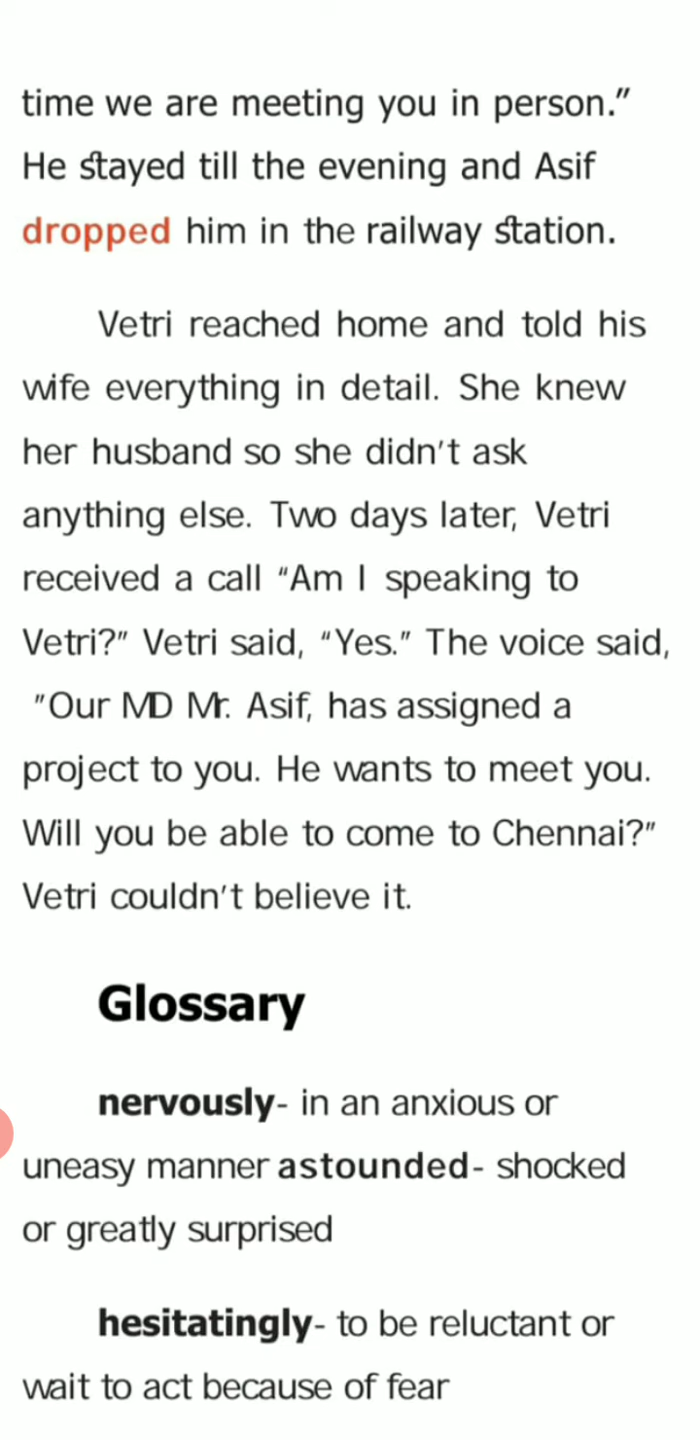 time we are meeting you in person.”
He stayed till the evening and Asif
dropped him in the railway station.
Vetri reached home and told his
wife everything in detail. She knew
her husband so she didn't ask
anything else. Two days later, Vetri
received a call “Am I speaking to
Vetri?” Vetri said, “Yes.” The voice said,
"Our MD Mr. Asif, has assigned a
project to you. He wants to meet you.
Will you be able to come to Chennai?”
Vetri couldn't believe it.
Glossary
nervously- in an anxious or
uneasy manner astounded- shocked
or greatly surprised
hesitatingly- to be reluctant or
wait to act because of fear